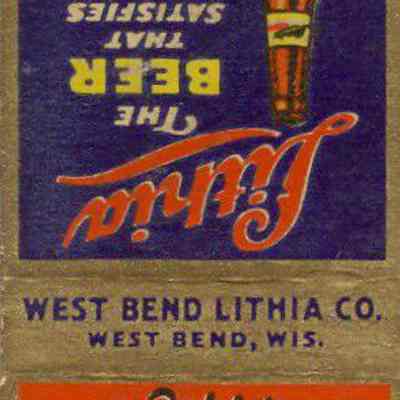 Lithia
THE
BEER
THAT
SATISFIES
WEST BEND LITHIA CO.
WEST BEND, WIS.